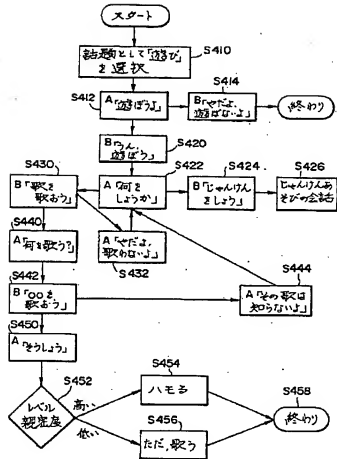 スタート
S410
話題として「遊び」
を選択
S412
A「遊ぼうよ」
S414
B「やだよ、
遊ばないよ」
終わり
S420
B「うん、
遊ぼう」
S422
A「何を
しようか」
S424
B「じゃんけん
をしよう」
S426
じゃんけんあ
そびの会話
S430
B「歌を
歌おう」
S432
A「やだよ、
歌わないよ」
S440
A「何を歌う?」
S442
B「○○を
歌おう」
S444
A「その歌は
知らないよ」
S450
A「そうしよう」
S452
レベル
親密度
高い
低い
S454
ハモる
S456
ただ、歌う
S458
終わり